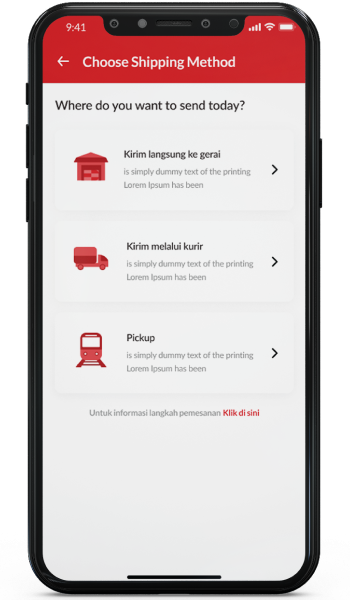 9:41
Choose Shipping Method
Where do you want to send today?
Kirim langsung ke gerai
is simply dummy text of the printing
Lorem Ipsum has been
Kirim melalui kurir
is simply dummy text of the printing
Lorem Ipsum has been
Pickup
is simply dummy text of the printing
Lorem Ipsum has been
Untuk informasi langkah pemesanan Klik di sini